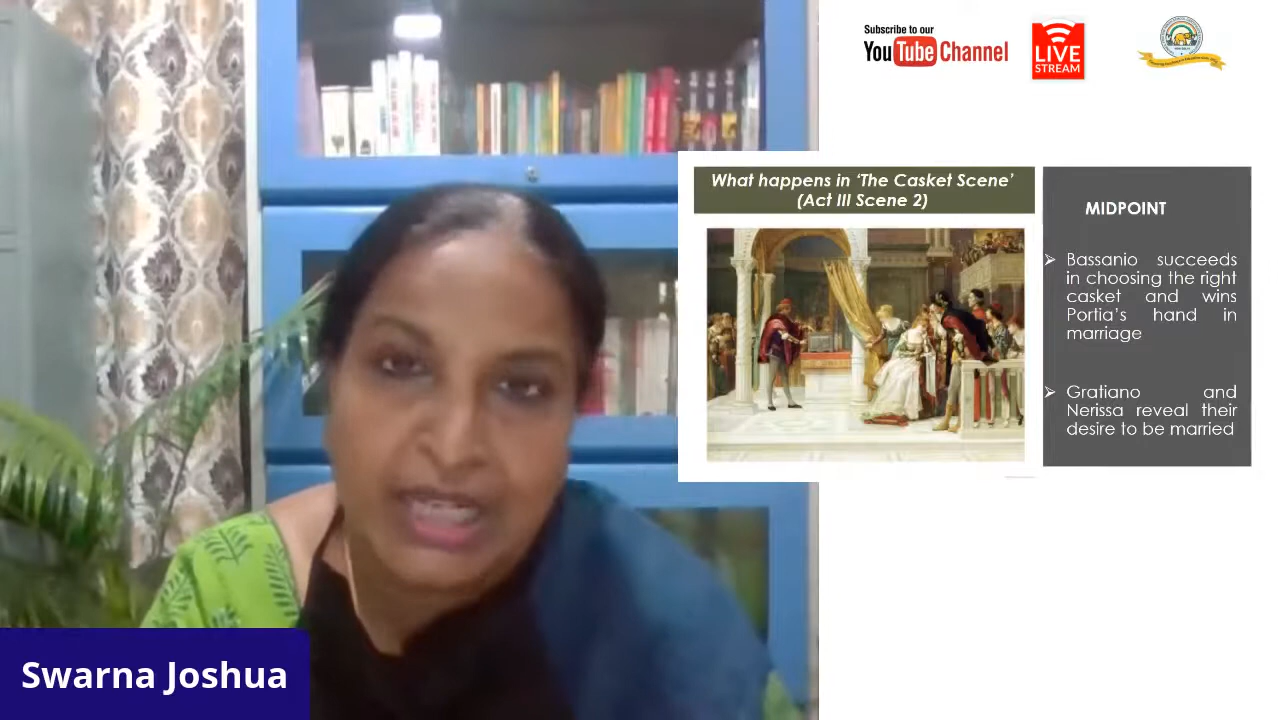 Subscribe to our
YouTube Channel
LIVE
STREAM
What happens in ‘The Casket Scene’
(Act III Scene 2)
MIDPOINT
➢ Bassanio succeeds
in choosing the right
casket and wins
Portia’s hand in
marriage
➢ Gratiano and
Nerissa reveal their
desire to be married
Swarna Joshua